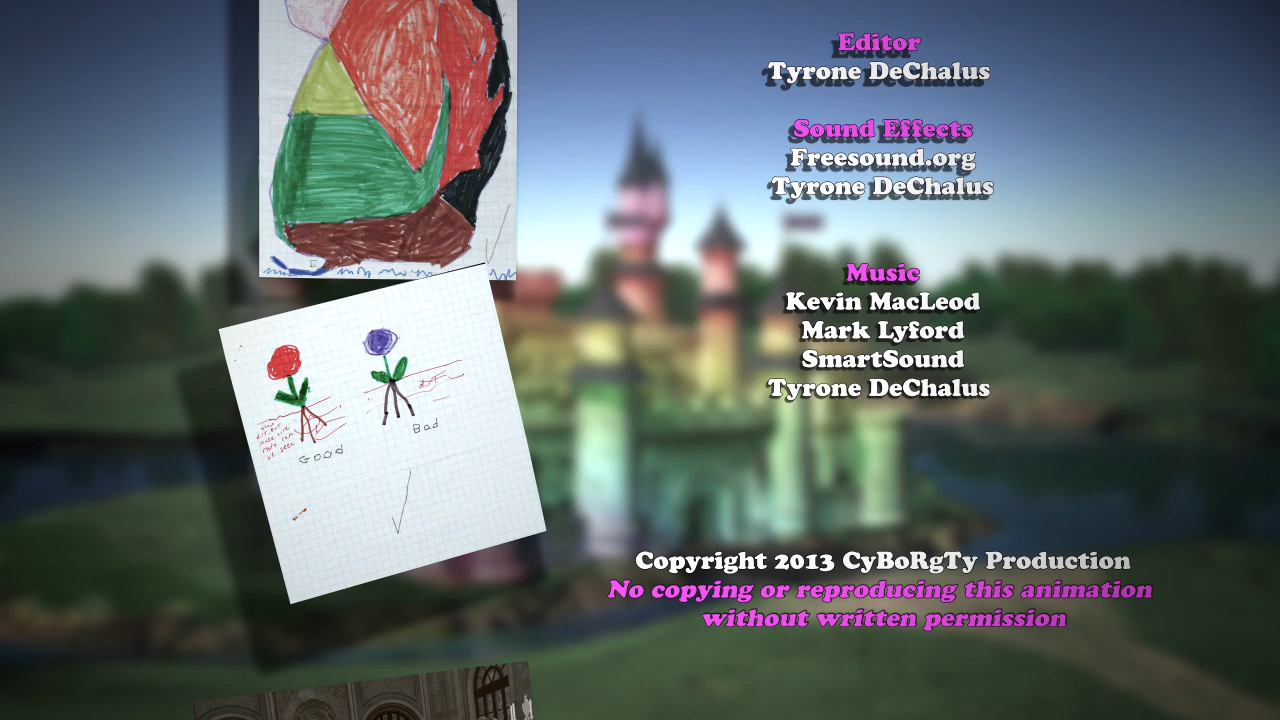 Editor
Tyrone DeChalus
Sound Effects
Freesound.org
Tyrone DeChalus
Music
Kevin MacLeod
Mark Lyford
SmartSound
Tyrone DeChalus
Copyright 2013 CyBoRgTy Production
No copying or reproducing this animation
without written permission
Good
Bad